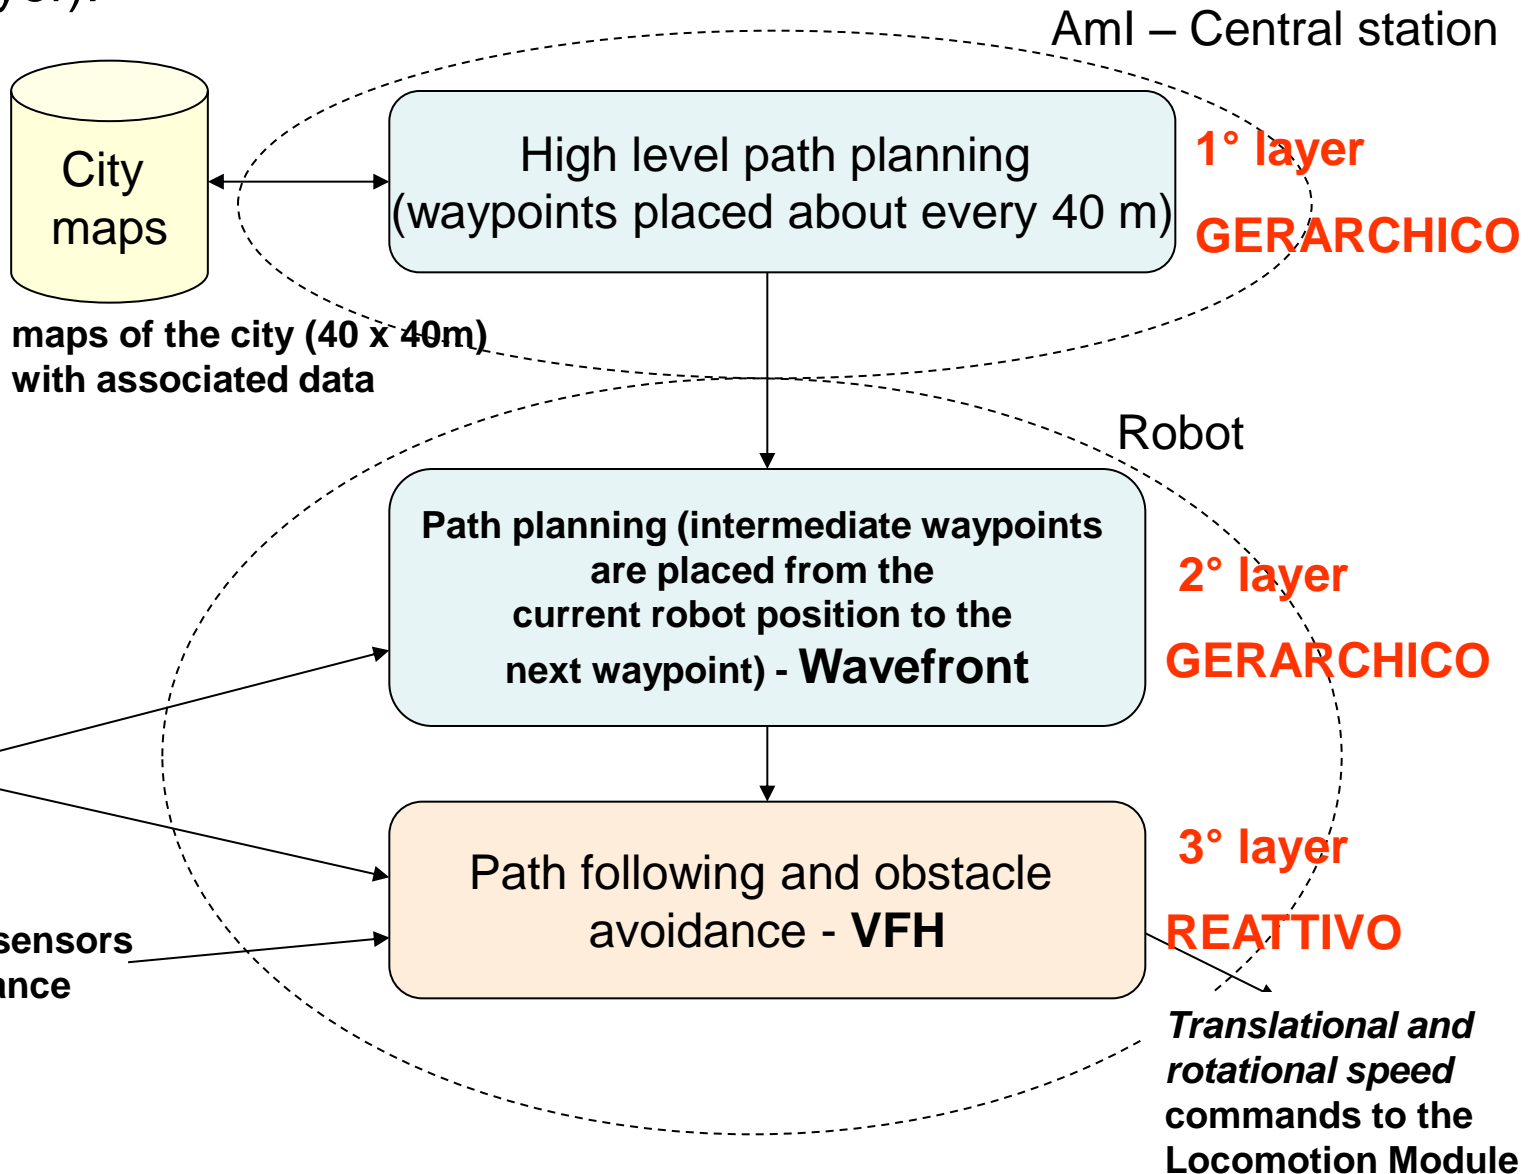 AmI – Central station
City
maps
High level path planning
(waypoints placed about every 40 m)
1° layer
GERARCHICO
maps of the city (40 x 40m)
with associated data
Robot
Path planning (intermediate waypoints
are placed from the
current robot position to the
next waypoint) - Wavefront
2° layer
GERARCHICO
Path following and obstacle
avoidance - VFH
3° layer
REATTIVO
sensors
Translational and
rotational speed
commands to the
Locomotion Module